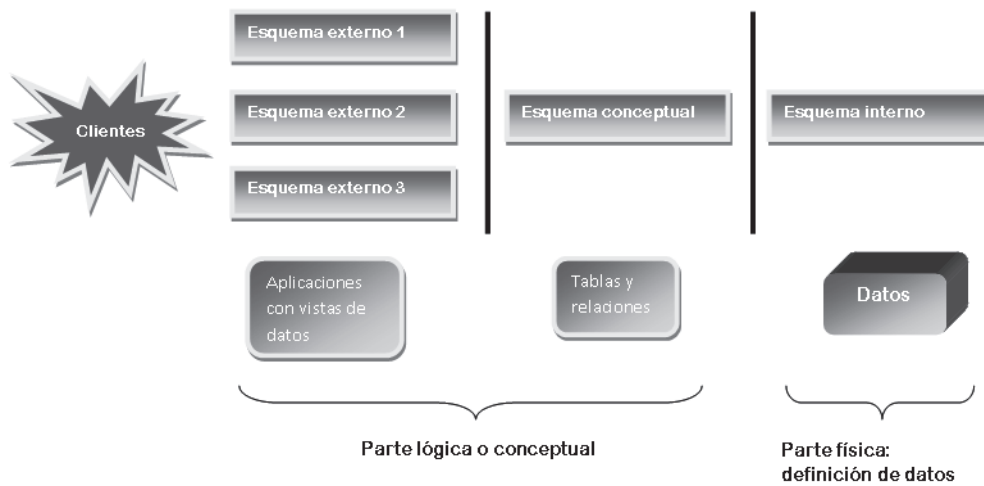 Esquema externo 1
Clientes
Esquema externo 2
Esquema conceptual
Esquema interno
Esquema externo 3
Aplicaciones
con vistas de
datos
Tablas y
relaciones
Datos
Parte lógica o conceptual
Parte física:
definición de datos